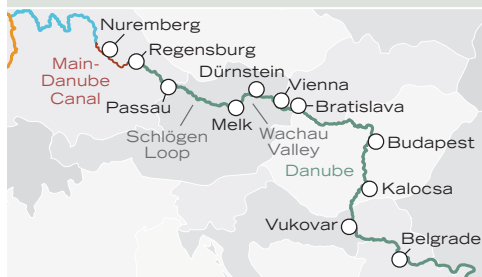 Nuremberg
Regensburg
Main-
Danube
Canal
Dürnstein
Vienna
Passau
Bratislava
Melk
Schlögen
Loop
Wachau
Valley
Budapest
Danube
Kalocsa
Vukovar
Belgrade